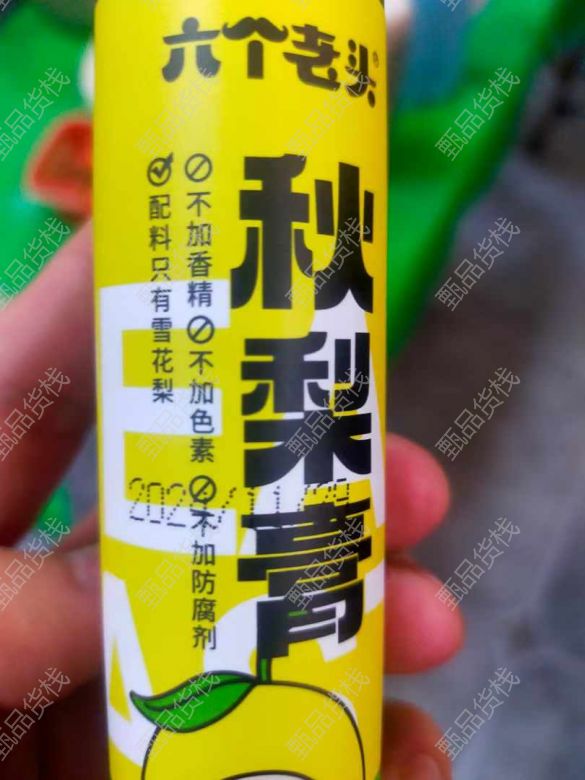 六个老头®
秋梨膏
不加香精 不加色素 不加防腐剂
配料只有雪花梨
甄品货栈